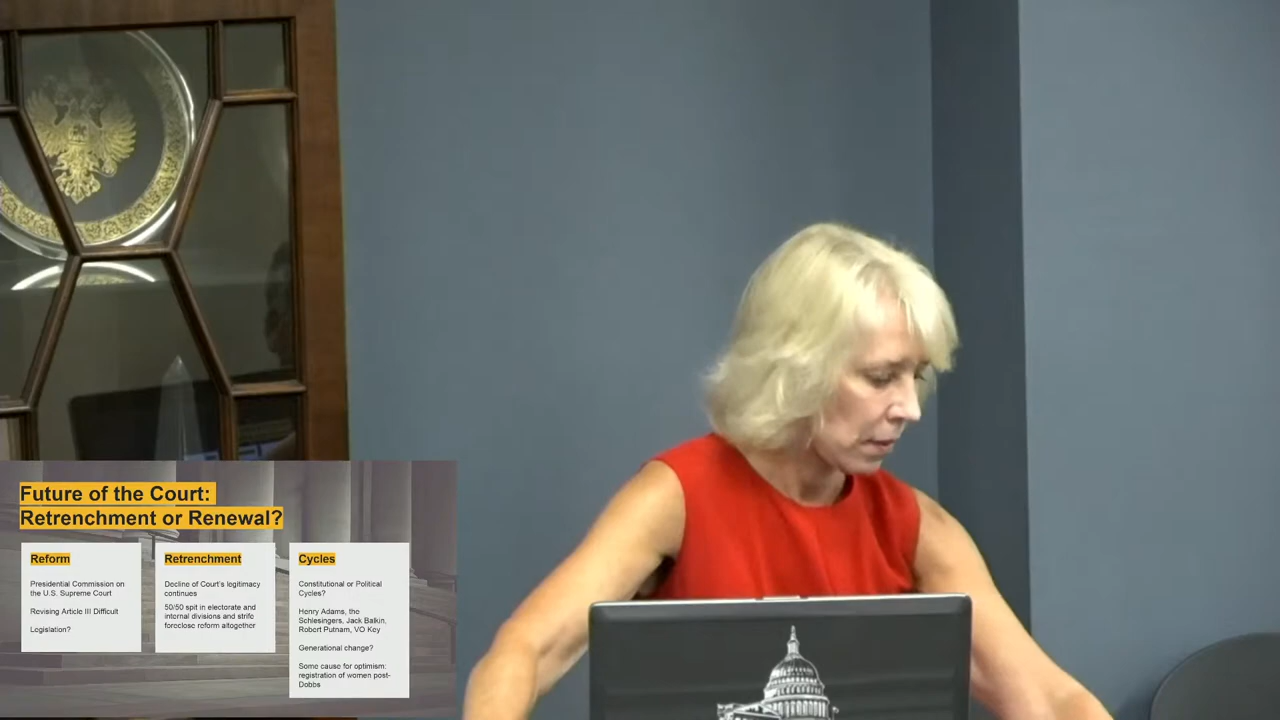 Future of the Court:
Retrenchment or Renewal?
Reform
Presidential Commission on
the U.S. Supreme Court
Revising Article III Difficult
Legislation?
Retrenchment
Decline of Court's legitimacy
continues
50/50 spit in electorate and
internal divisions and strife
foreclose reform altogether
Cycles
Constitutional or Political
Cycles?
Henry Adams, the
Schlesingers, Jack Balkin,
Robert Putnam, VO Key
Generational change?
Some cause for optimism:
registration of women post-
Dobbs